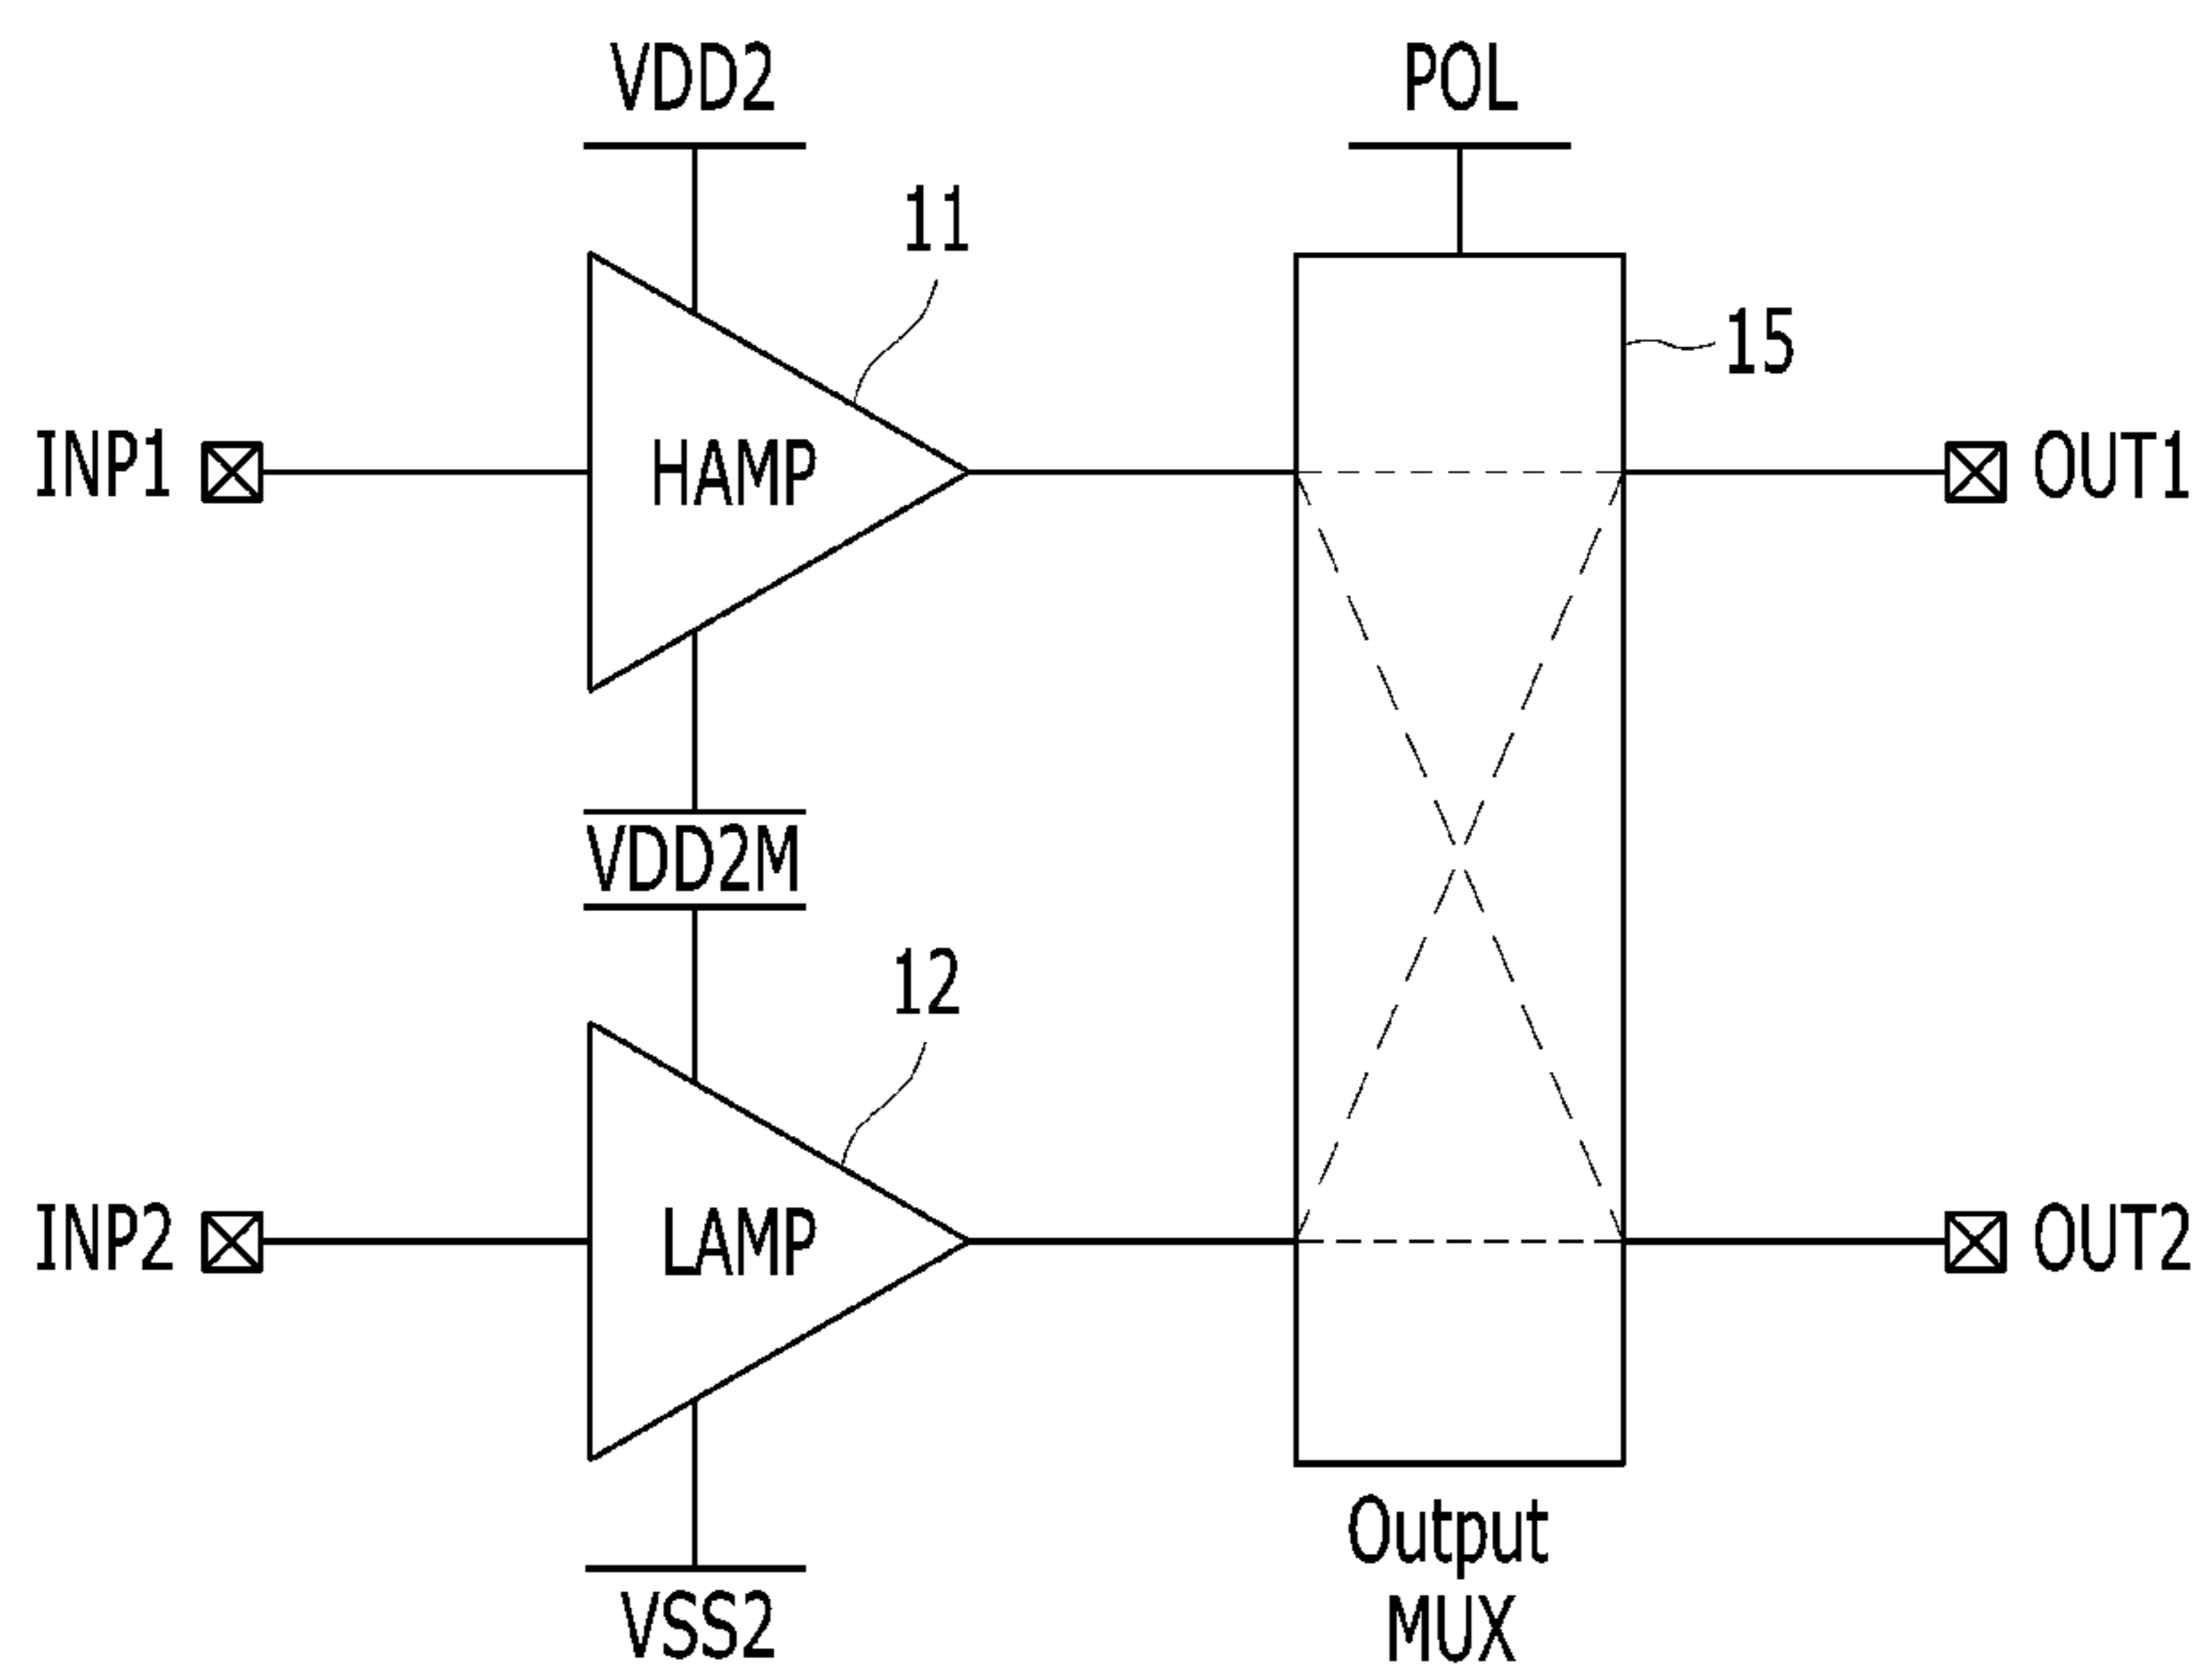 VDD2
POL
11
15
INP1
HAMP
OUT1
VDD2M
12
INP2
LAMP
OUT2
Output
MUX
VSS2